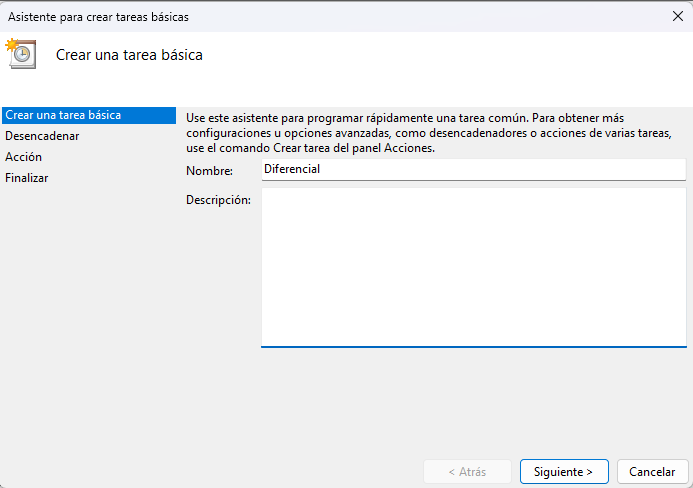 Asistente para crear tareas básicas
Crear una tarea básica
Crear una tarea básica
Desencadenar
Acción
Finalizar
Use este asistente para programar rápidamente una tarea común. Para obtener más
configuraciones u opciones avanzadas, como desencadenadores o acciones de varias tareas,
use el comando Crear tarea del panel Acciones.
Nombre: Diferencial
Descripción:
< Atrás Siguiente > Cancelar